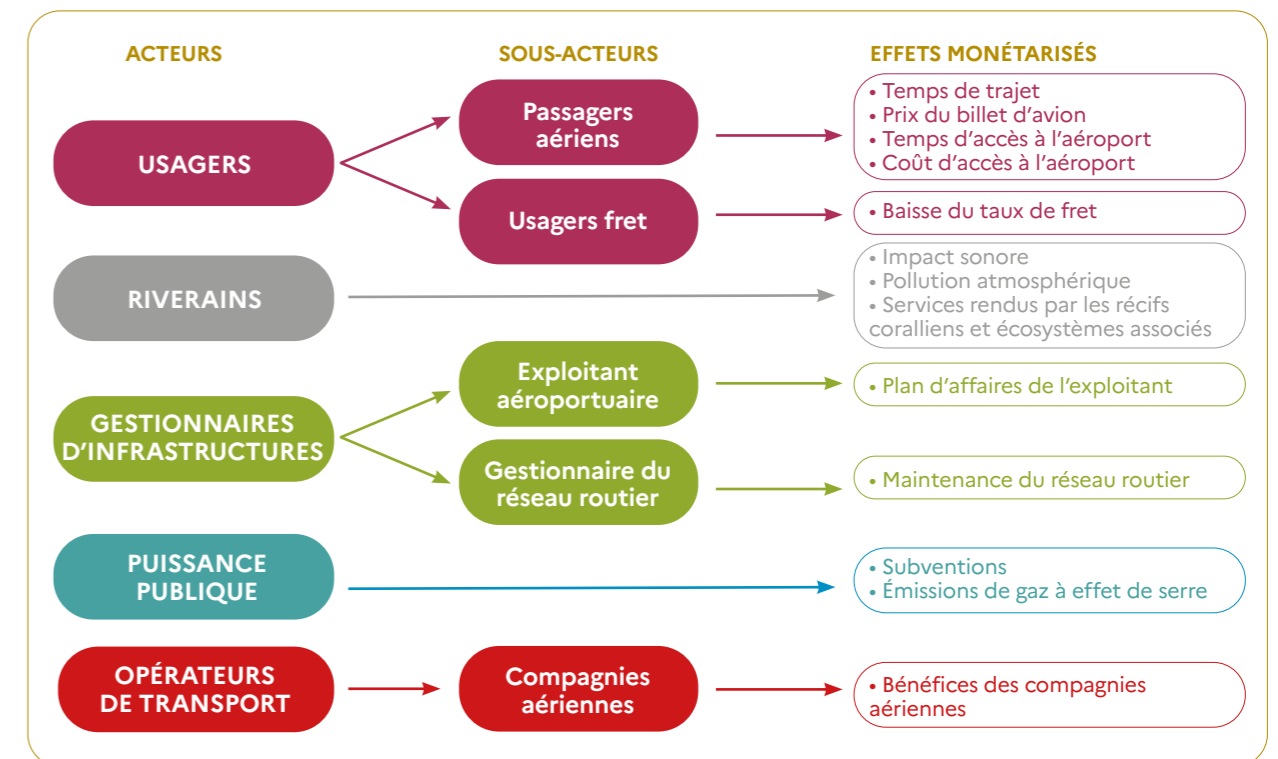 ACTEURS
SOUS-ACTEURS
EFFETS MONÉTARISÉS
USAGERS
Passagers
aériens
• Temps de trajet
• Prix du billet d'avion
• Temps d'accès à l'aéroport
• Coût d'accès à l'aéroport
Usagers fret
• Baisse du taux de fret
RIVERAINS
• Impact sonore
• Pollution atmosphérique
• Services rendus par les récifs
coralliens et écosystèmes associés
GESTIONNAIRES
D'INFRASTRUCTURES
Exploitant
aéroportuaire
• Plan d'affaires de l'exploitant
Gestionnaire du
réseau routier
• Maintenance du réseau routier
PUISSANCE
PUBLIQUE
• Subventions
• Émissions de gaz à effet de serre
OPÉRATEURS
DE TRANSPORT
Compagnies
aériennes
• Bénéfices des compagnies
aériennes